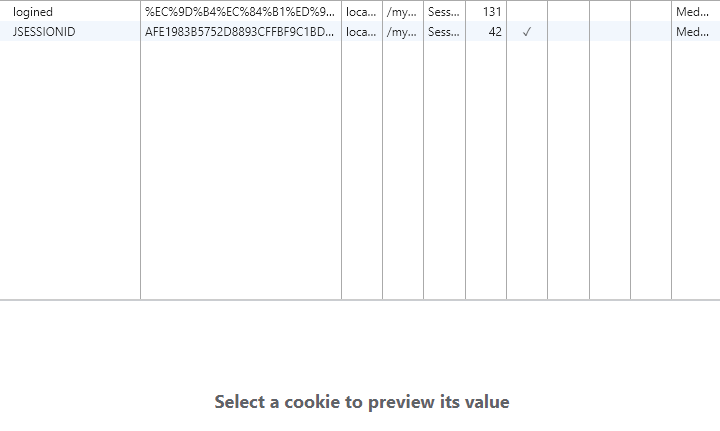 logined %EC%9D%B4%EC%84%B1%ED%9... loca... /my... Sess... 131 Med...
JSESSIONID AFE1983B5752D8893CFFBF9C1BD... loca... /my... Sess... 42 ✓ Med...
Select a cookie to preview its value